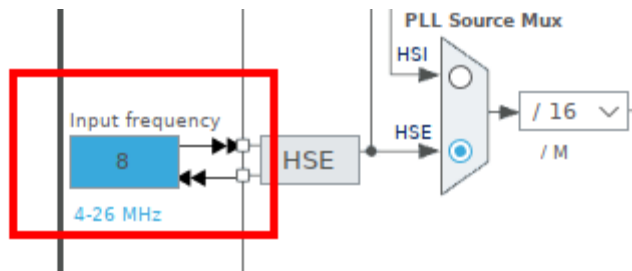 PLL Source Mux
HSI
Input frequency
8
4-26 MHz
HSE
HSE
/ 16
/ M